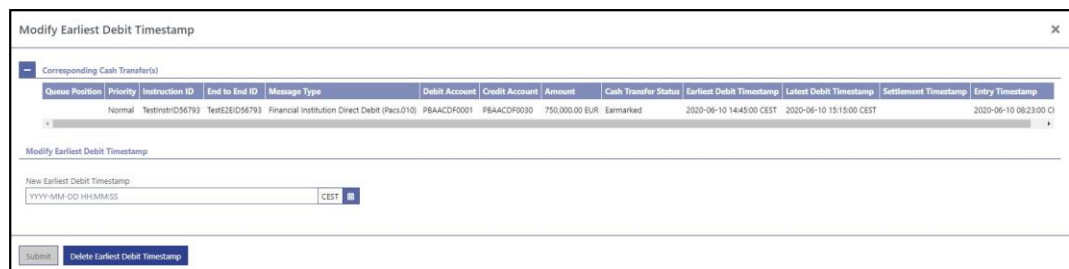 Modify Earliest Debit Timestamp
Corresponding Cash Transfer(s)
Queue Position Priority Instruction ID End to End ID Message Type Debit Account Credit Account Amount Cash Transfer Status Earliest Debit Timestamp Latest Debit Timestamp Settlement Timestamp Entry Timestamp
Normal TestInstrID56793 TestE2EID56793 Financial Institution Direct Debit (Pacs.010) PBAACDF0001 PBAACDF0030 750,000.00 EUR Earmarked 2020-06-10 14:45:00 CEST 2020-06-10 15:15:00 CEST 2020-06-10 08:23:00 CE
Modify Earliest Debit Timestamp
New Earliest Debit Timestamp
YYYY-MM-DD HH:MM:SS CEST
Submit Delete Earliest Debit Timestamp